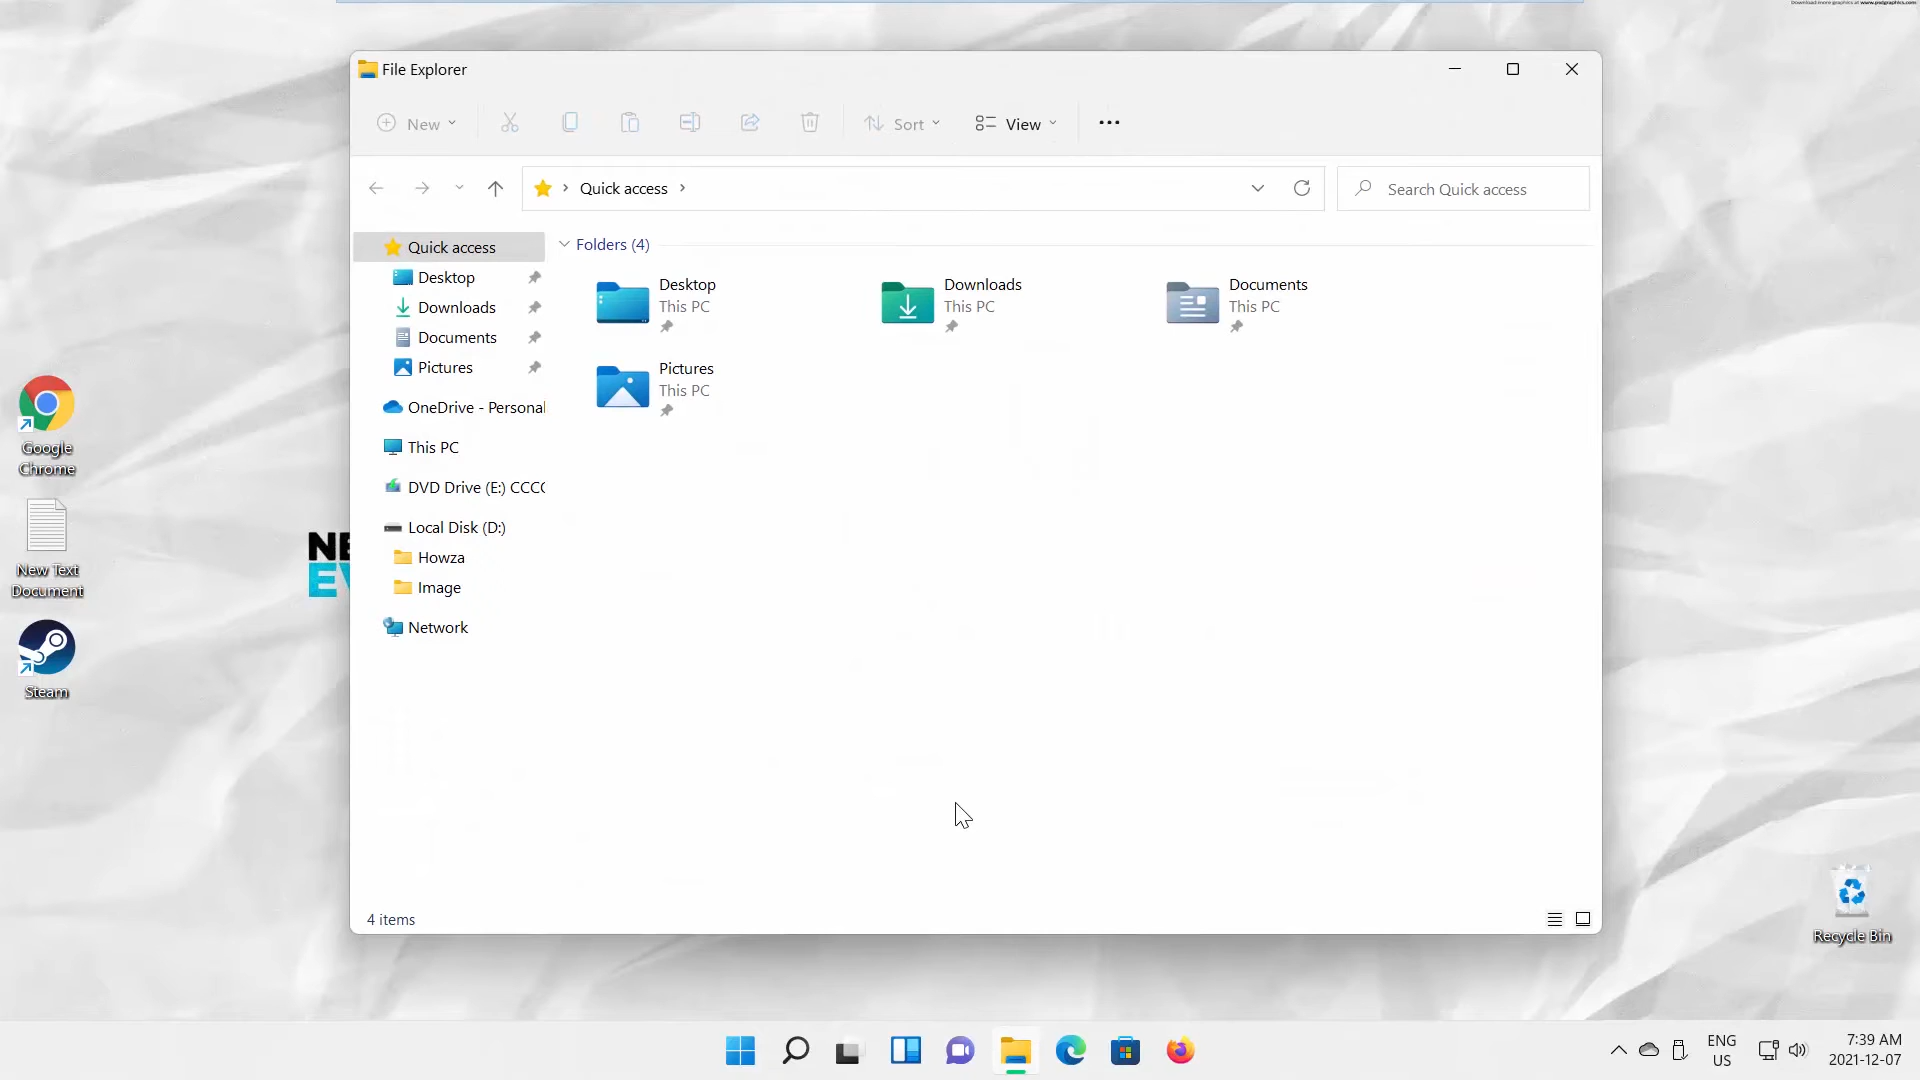 Download more graphics at www.psdgraphics.com
File Explorer
New
Sort
View
Quick access
Search Quick access
Quick access
Desktop
Downloads
Documents
Pictures
OneDrive - Personal
This PC
DVD Drive (E:) CCC
Local Disk (D:)
Howza
Image
Network
Folders (4)
Desktop
This PC
Downloads
This PC
Documents
This PC
Pictures
This PC
4 items
Google
Chrome
New Text
Document
Steam
NE
EV
Recycle Bin
ENG
US
7:39 AM
2021-12-07